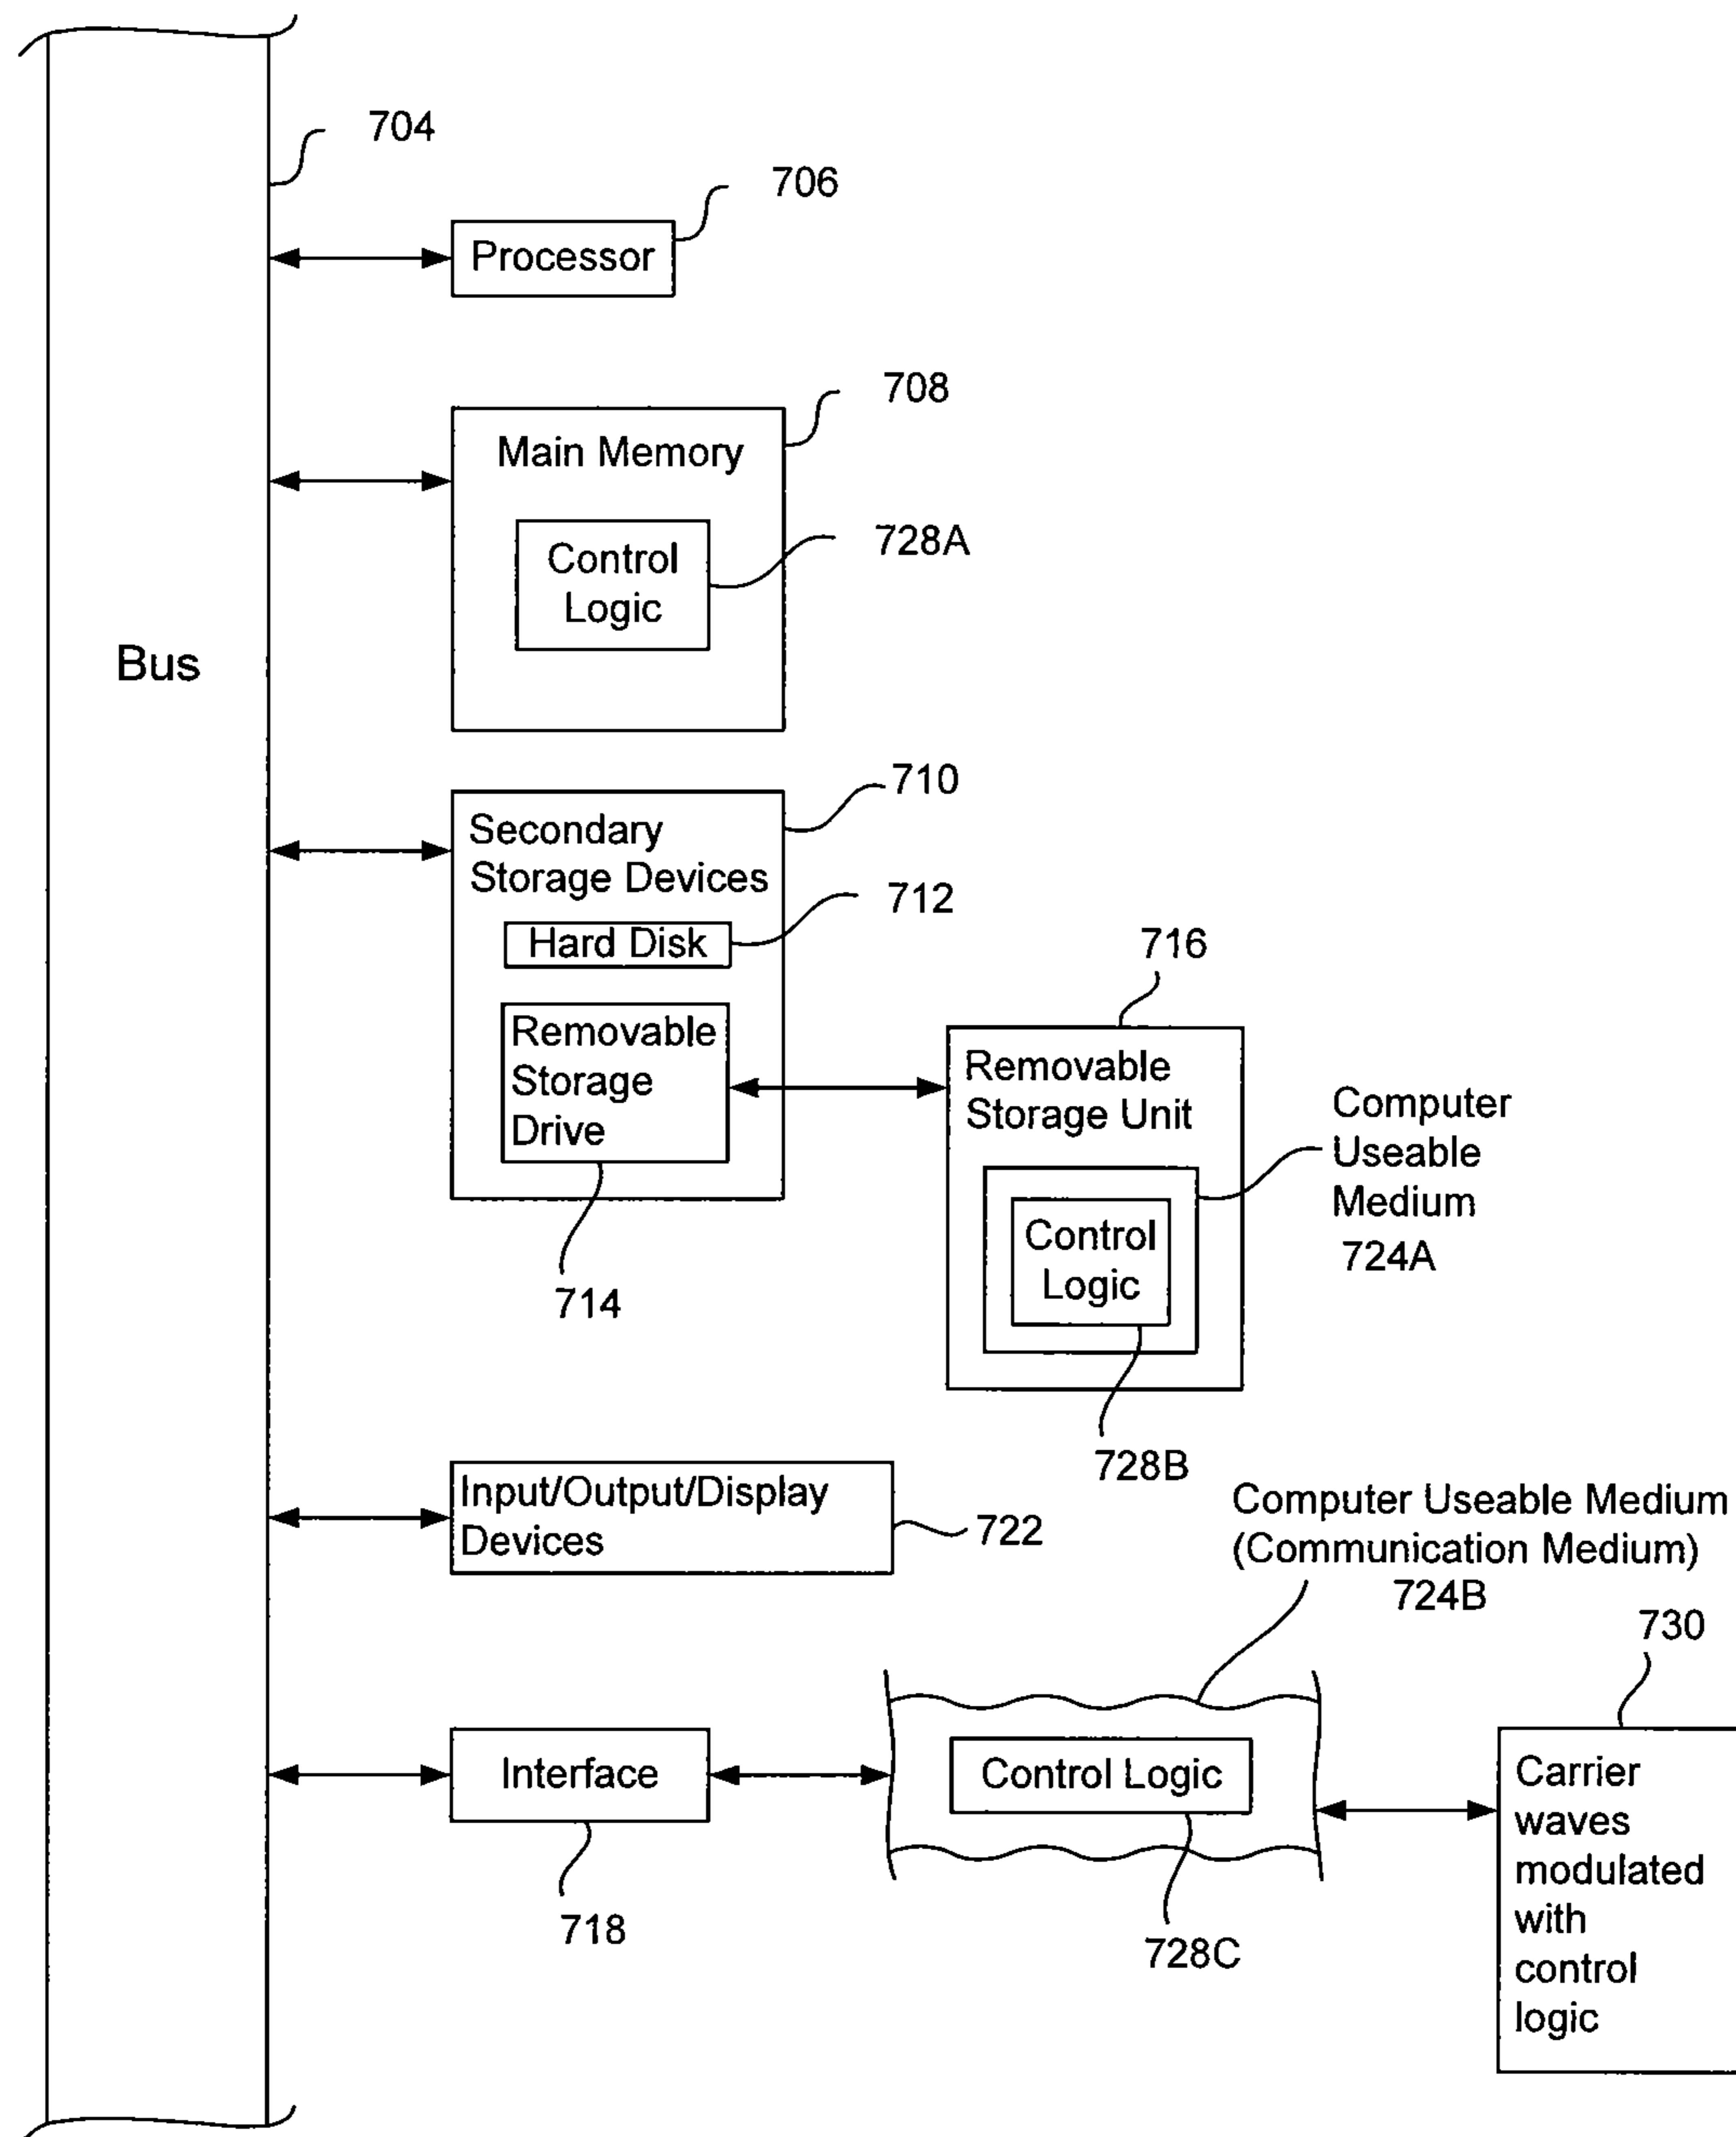 704
706
Processor
708
Main Memory
728A
Control
Logic
Bus
710
Secondary
Storage Devices
712
Hard Disk
716
Removable
Storage
Drive
714
Removable
Storage Unit
Computer
Useable
Medium
724A
Control
Logic
728B
Input/Output/Display
Devices
722
Computer Useable Medium
(Communication Medium)
724B
730
Interface
718
Control Logic
728C
Carrier
waves
modulated
with
control
logic